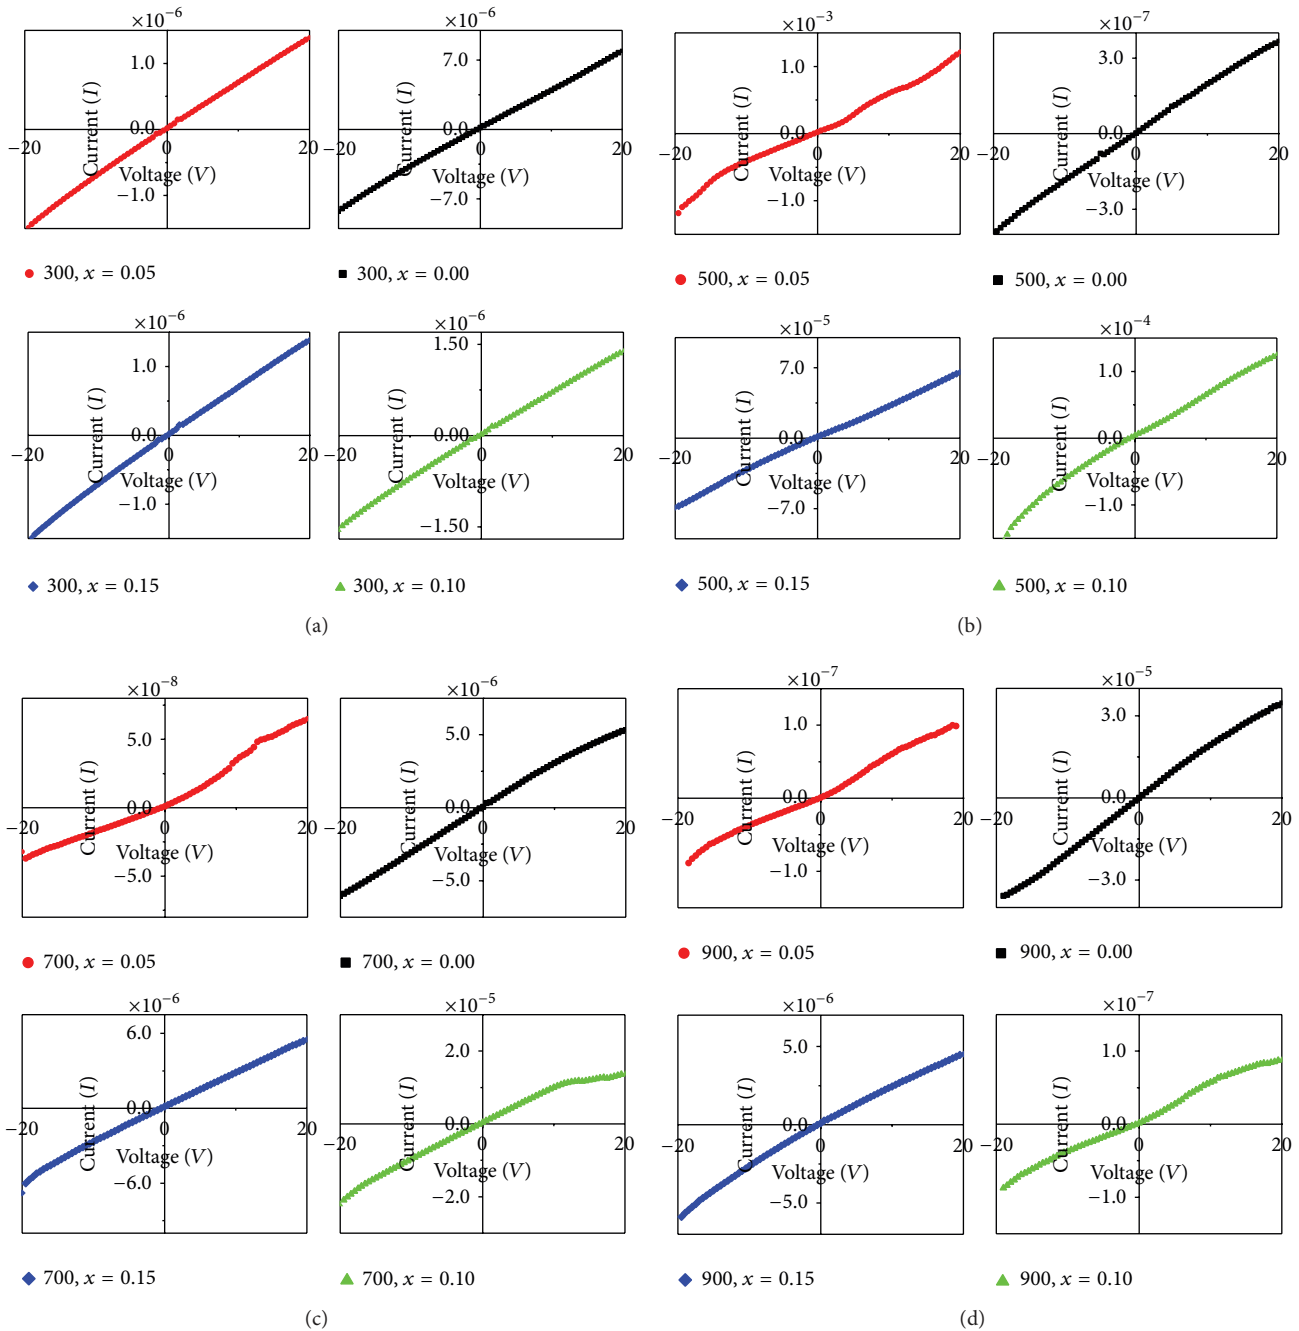 ×10−6
1.0
0.0
−20
20
Voltage (V)
−1.0
Current (I)
300, x = 0.05
×10−6
7.0
0.0
−20
20
Voltage (V)
−7.0
Current (I)
300, x = 0.00
×10−6
1.0
0.0
−20
20
Voltage (V)
−1.0
Current (I)
300, x = 0.15
×10−6
1.50
0.00
−20
20
Voltage (V)
−1.50
Current (I)
300, x = 0.10
(a)
×10−3
1.0
0.0
−20
0
20
Voltage (V)
−1.0
Current (I)
500, x = 0.05
×10−7
3.0
0.0
−20
0
20
Voltage (V)
−3.0
Current (I)
500, x = 0.00
×10−5
7.0
0.0
−20
0
20
Voltage (V)
−7.0
Current (I)
500, x = 0.15
×10−4
1.0
0.0
−20
0
20
Voltage (V)
−1.0
Current (I)
500, x = 0.10
(b)
×10−8
5.0
0.0
−20
0
20
Voltage (V)
−5.0
Current (I)
700, x = 0.05
×10−6
5.0
0.0
−20
0
20
Voltage (V)
−5.0
Current (I)
700, x = 0.00
×10−6
6.0
0.0
−20
0
20
Voltage (V)
−6.0
Current (I)
700, x = 0.15
×10−5
2.0
0.0
−20
0
20
Voltage (V)
−2.0
Current (I)
700, x = 0.10
(c)
×10−7
1.0
0.0
−20
0
20
Voltage (V)
−1.0
Current (I)
900, x = 0.05
×10−5
3.0
0.0
−20
0
20
Voltage (V)
−3.0
Current (I)
900, x = 0.00
×10−6
5.0
0.0
−20
0
20
Voltage (V)
−5.0
Current (I)
900, x = 0.15
×10−7
1.0
0.0
−20
0
20
Voltage (V)
−1.0
Current (I)
900, x = 0.10
(d)